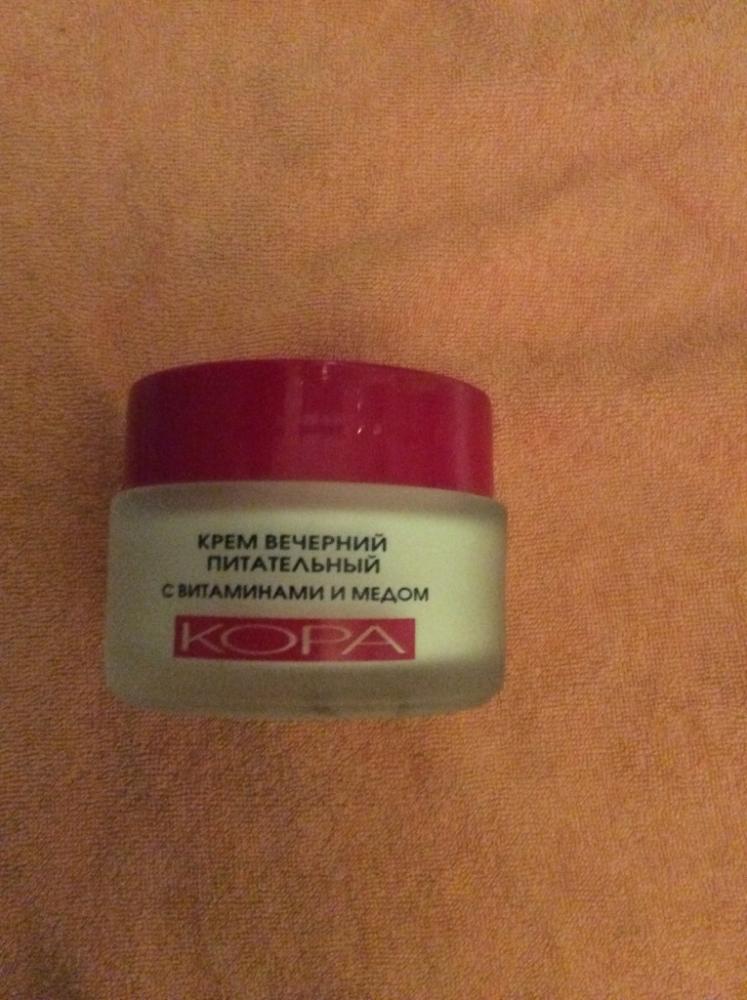 КРЕМ ВЕЧЕРНИЙ
ПИТАТЕЛЬНЫЙ
С ВИТАМИНАМИ И МЕДОМ
КОРА